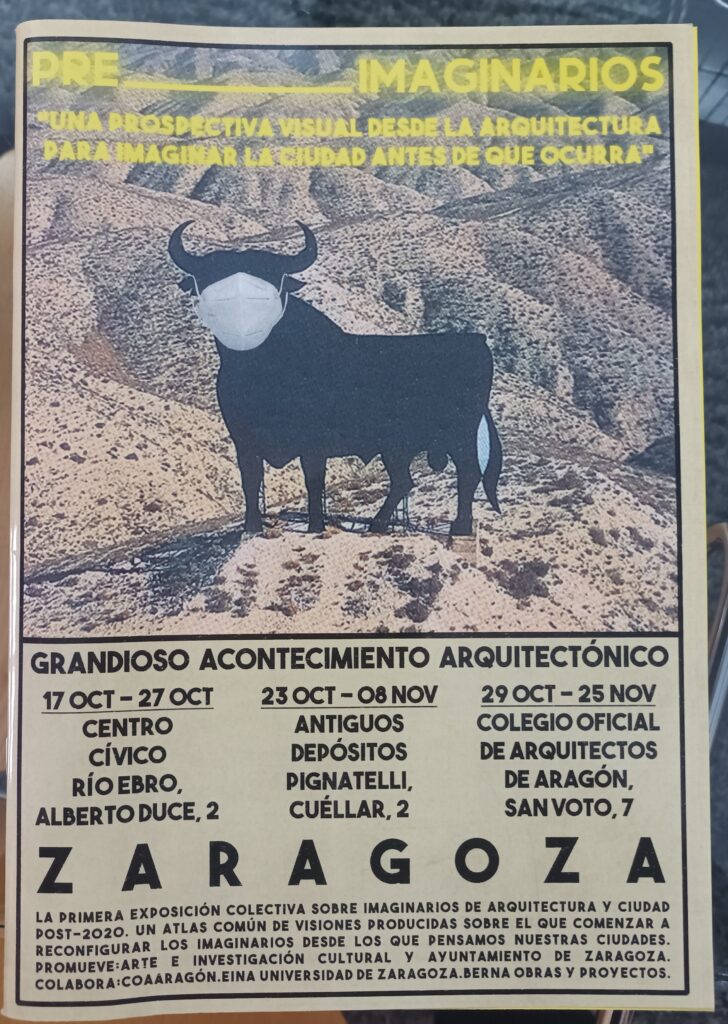 PRE____________IMAGINARIOS
"UNA PROSPECTIVA VISUAL DESDE LA ARQUITECTURA
PARA IMAGINAR LA CIUDAD ANTES DE QUE OCURRA"
GRANDIOSO ACONTECIMIENTO ARQUITECTÓNICO
17 OCT – 27 OCT
CENTRO
CÍVICO
RÍO EBRO,
ALBERTO DUCE, 2
23 OCT – 08 NOV
ANTIGUOS
DEPÓSITOS
PIGNATELLI,
CUÉLLAR, 2
29 OCT – 25 NOV
COLEGIO OFICIAL
DE ARQUITECTOS
DE ARAGÓN,
SAN VOTO, 7
ZARAGOZA
LA PRIMERA EXPOSICIÓN COLECTIVA SOBRE IMAGINARIOS DE ARQUITECTURA Y CIUDAD
POST-2020. UN ATLAS COMÚN DE VISIONES PRODUCIDAS SOBRE EL QUE COMENZAR A
RECONFIGURAR LOS IMAGINARIOS DESDE LOS QUE PENSAMOS NUESTRAS CIUDADES.
PROMUEVE:ARTE E INVESTIGACIÓN CULTURAL Y AYUNTAMIENTO DE ZARAGOZA.
COLABORA:COAARAGÓN.EINA UNIVERSIDAD DE ZARAGOZA.BERNA OBRAS Y PROYECTOS.